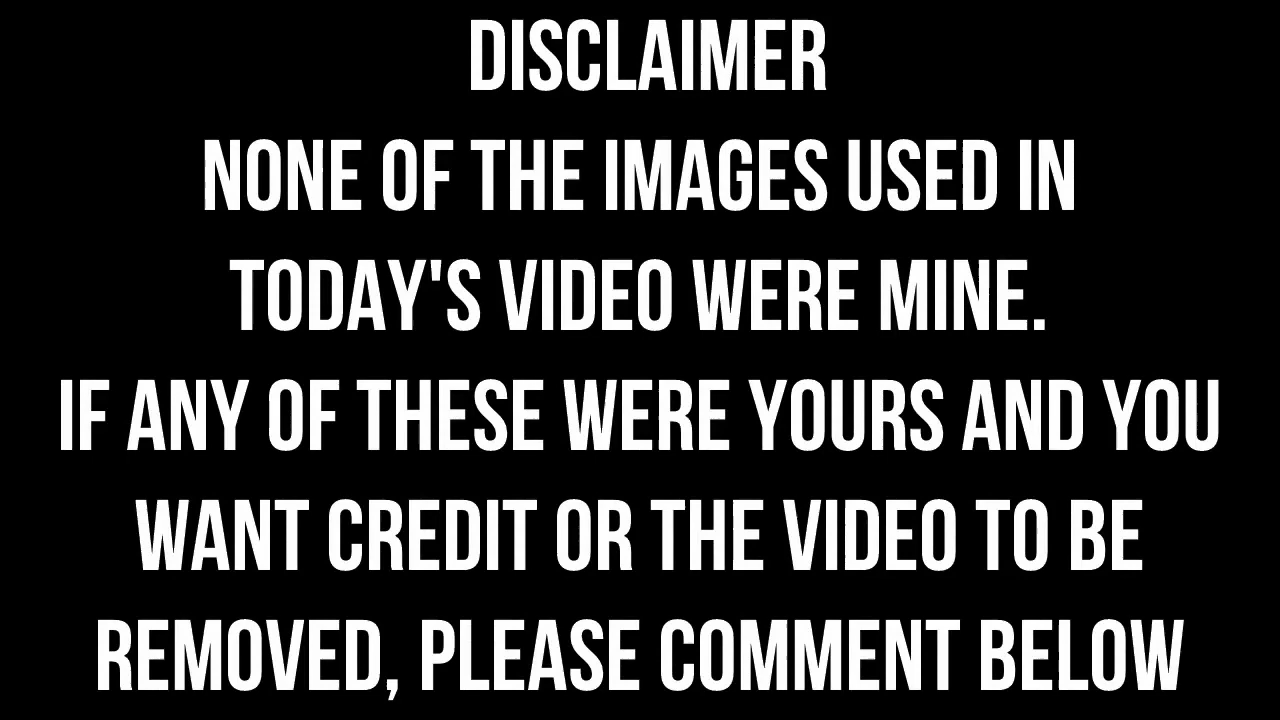 DISCLAIMER
NONE OF THE IMAGES USED IN
TODAY'S VIDEO WERE MINE.
IF ANY OF THESE WERE YOURS AND YOU
WANT CREDIT OR THE VIDEO TO BE
REMOVED, PLEASE COMMENT BELOW